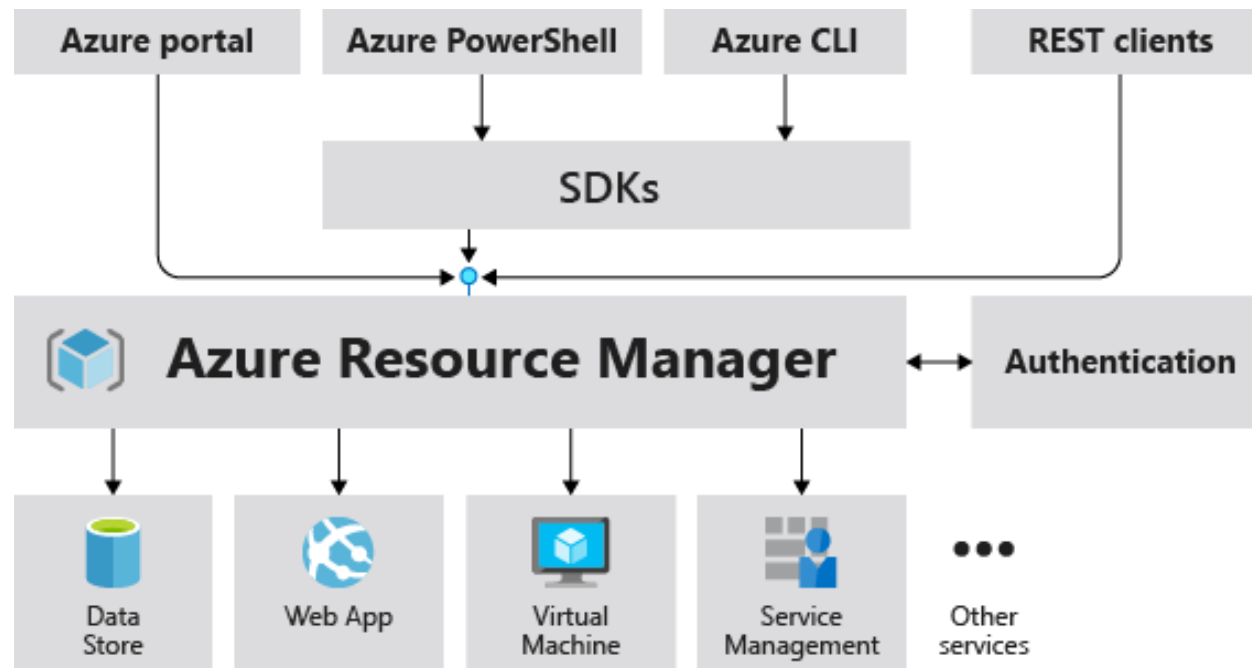 Azure portal
Azure PowerShell
Azure CLI
REST clients
SDKs
Azure Resource Manager
Authentication
Data
Store
Web App
Virtual
Machine
Service
Management
Other
services